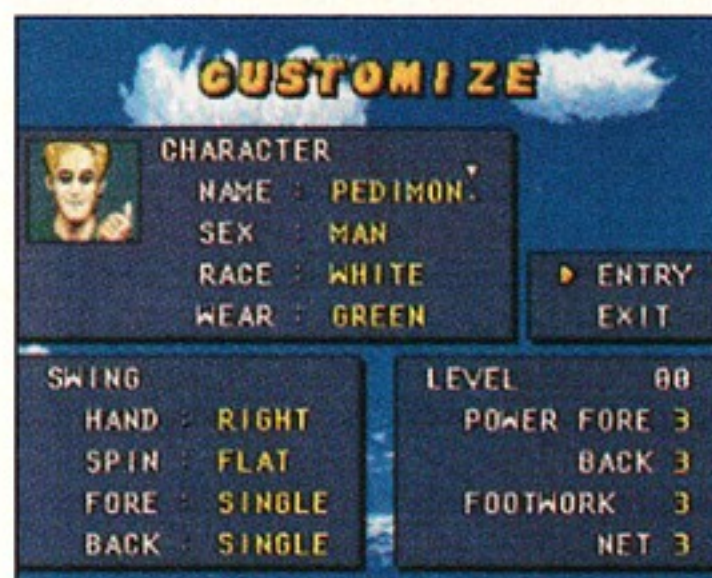 CUSTOMIZE
CHARACTER
NAME : PEDIMON.
SEX : MAN
RACE : WHITE
WEAR : GREEN
ENTRY
EXIT
SWING
HAND : RIGHT
SPIN : FLAT
FORE : SINGLE
BACK : SINGLE
LEVEL 00
POWER FORE 3
BACK 3
FOOTWORK 3
NET 3